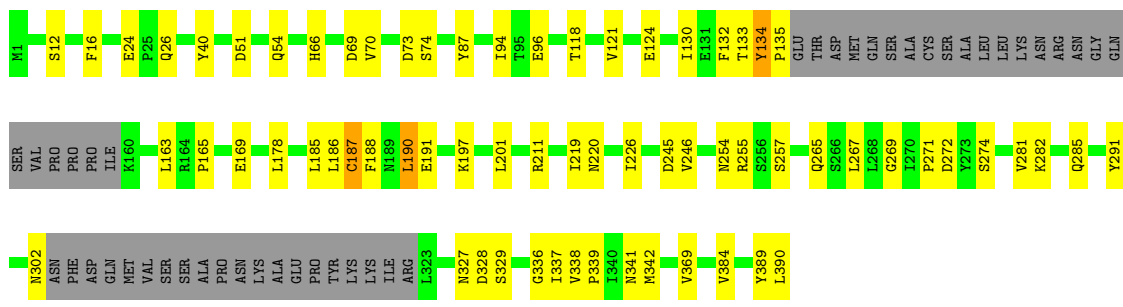 M1 S12 F16 E24 P25 Q26 Y40 D51 Q54 H66 D69 V70 D73 S74 Y87 I94 T95 E96 T118 V121 E124 I130 E131 F132 T133 Y134 P135 GLU THR ASP MET GLN SER ALA CYS SER ALA LEU LEU LYS ASN ARG ASN GLY GLN
SER VAL PRO PRO PRO ILE K160 L163 R164 P165 E169 L178 L185 L186 C187 F188 N189 L190 E191 K197 L201 R211 I219 N220 I226 D245 V246 N254 R255 S256 S257 Q265 S266 L267 L268 G269 I270 P271 D272 Y273 S274 V281 K282 Q285 Y291
N302 ASN PHE ASP GLN MET VAL SER SER ALA PRO ASN LYS ALA GLU PRO TYR LYS LYS ILE ARG L323 N327 D328 S329 G336 I337 V338 P339 I340 N341 M342 V369 V384 Y389 L390